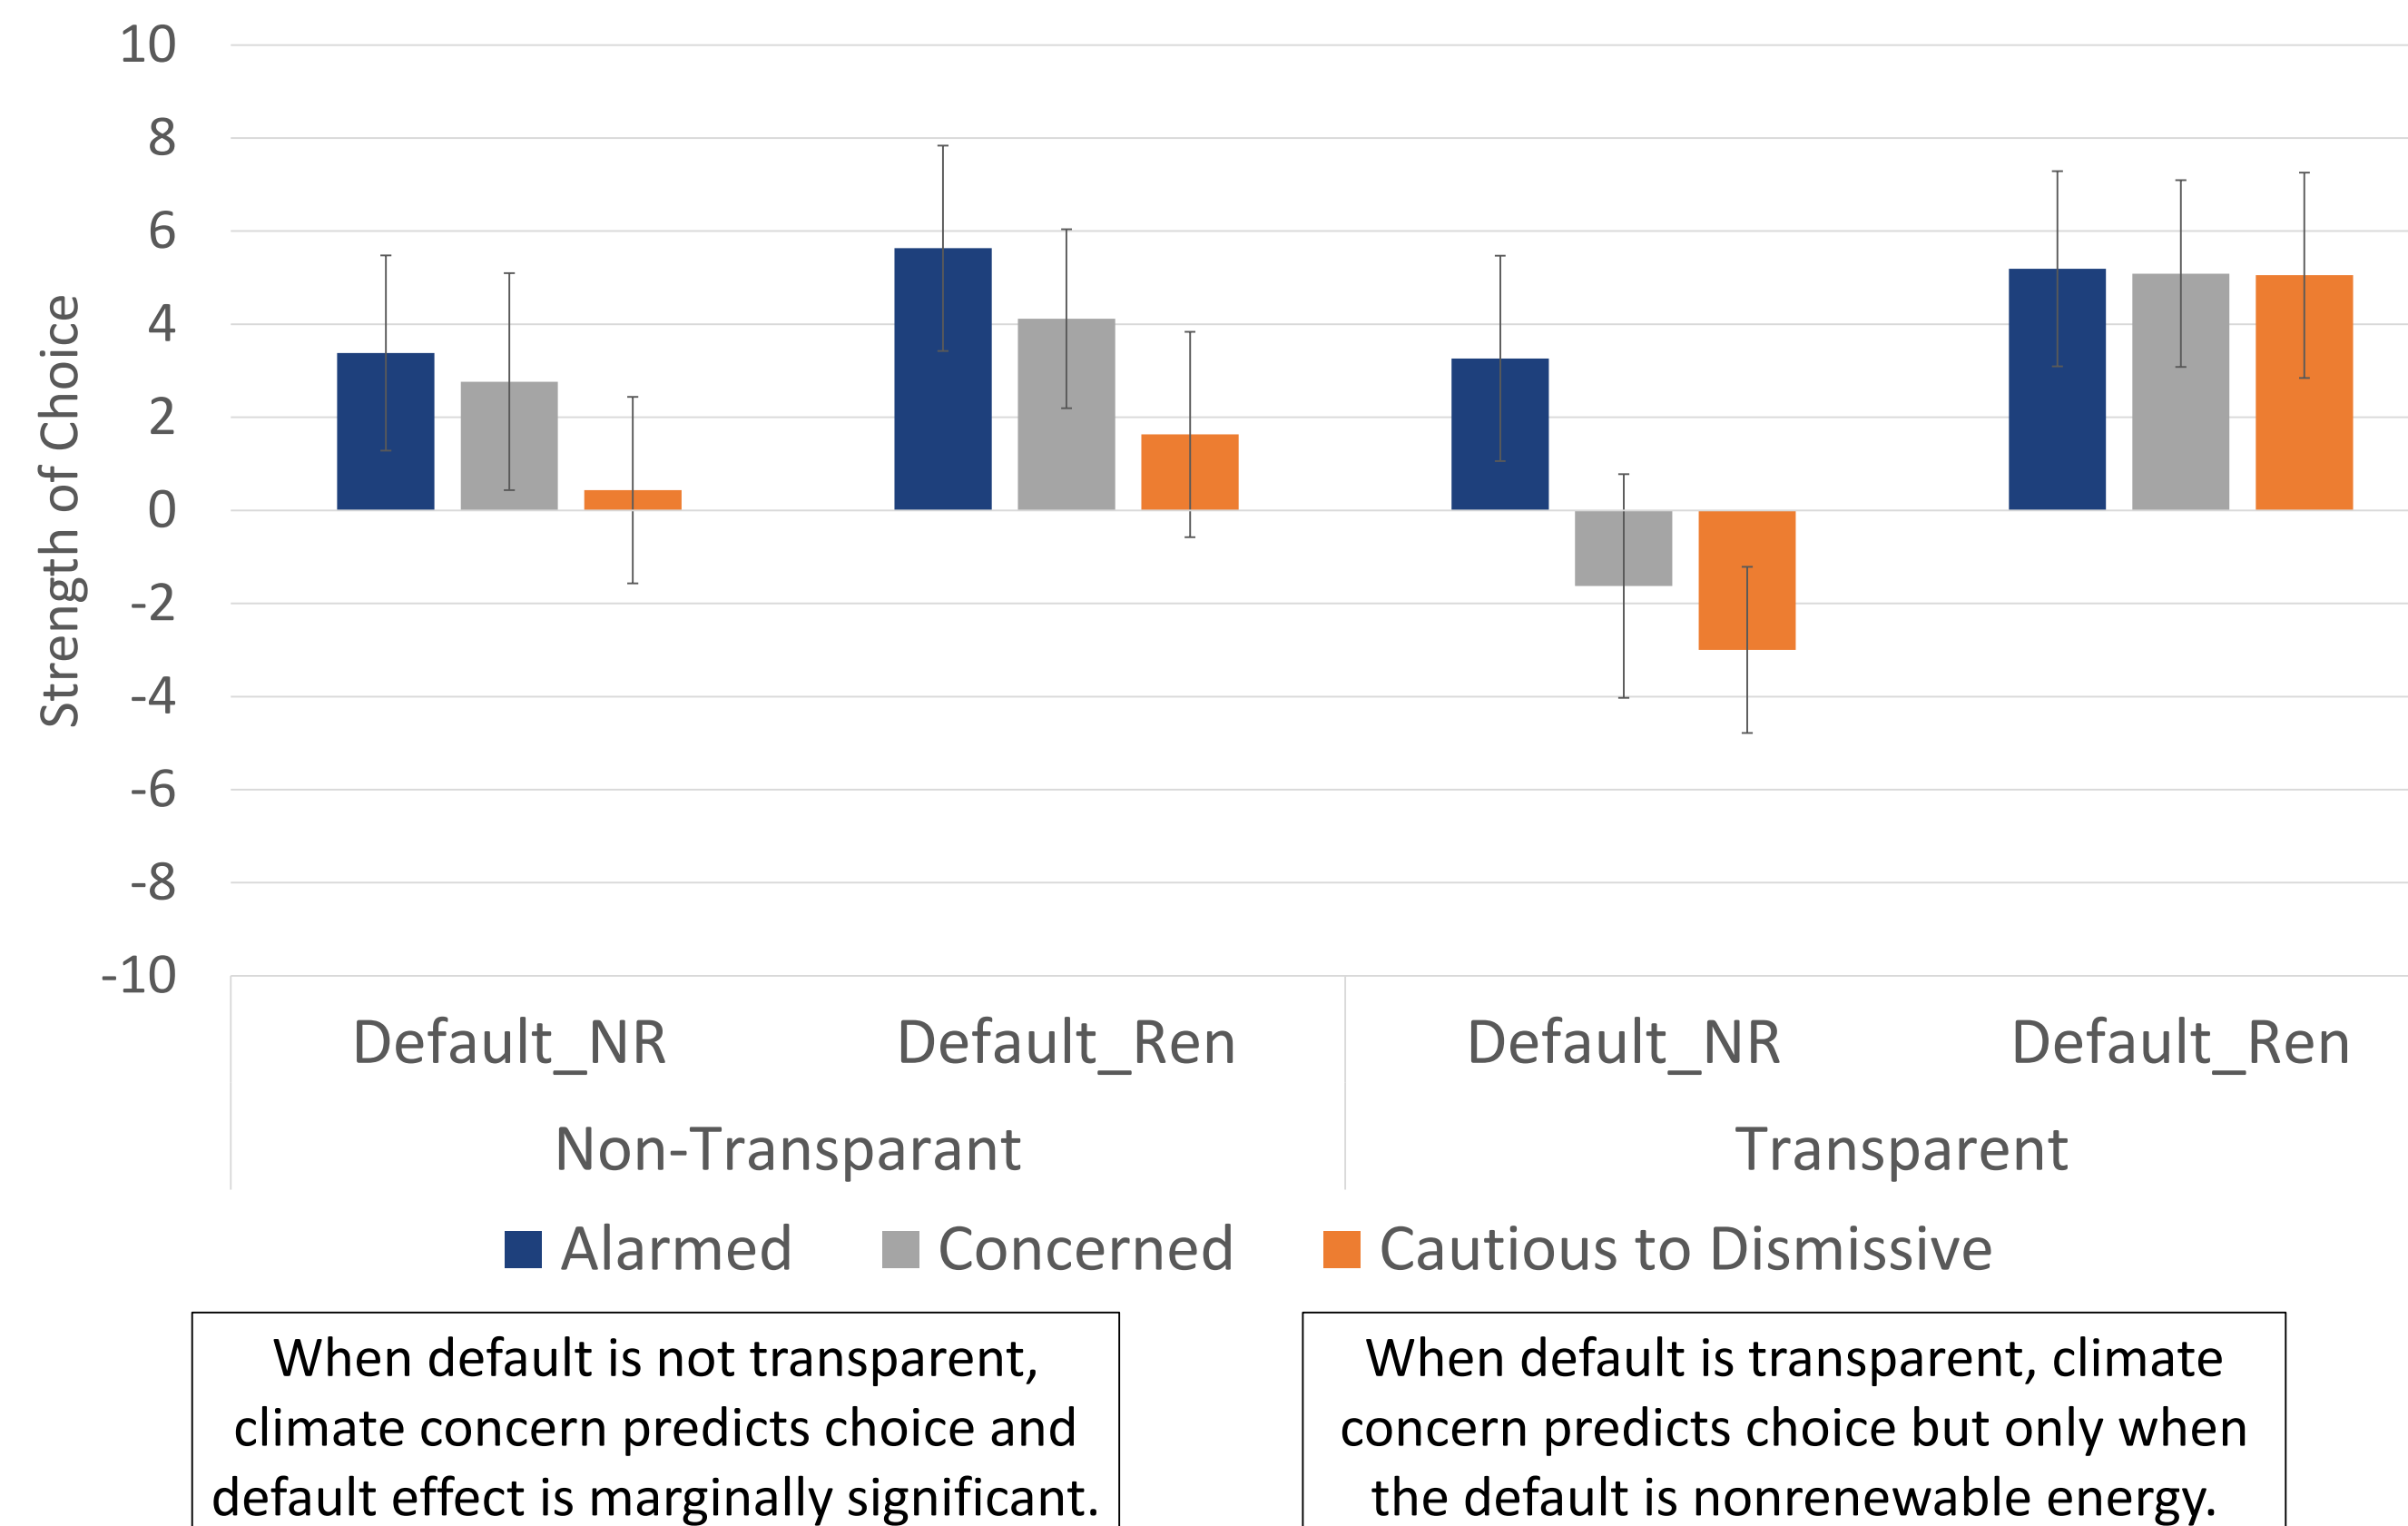 10
8
6
4
2
0
-2
-4
-6
-8
-10
Strength of Choice
Default_NR Default_Ren Default_NR Default_Ren
Non-Transparant Transparent
Alarmed Concerned Cautious to Dismissive
When default is not transparent,
climate concern predicts choice and
default effect is marginally significant.
When default is transparent, climate
concern predicts choice but only when
the default is nonrenewable energy.